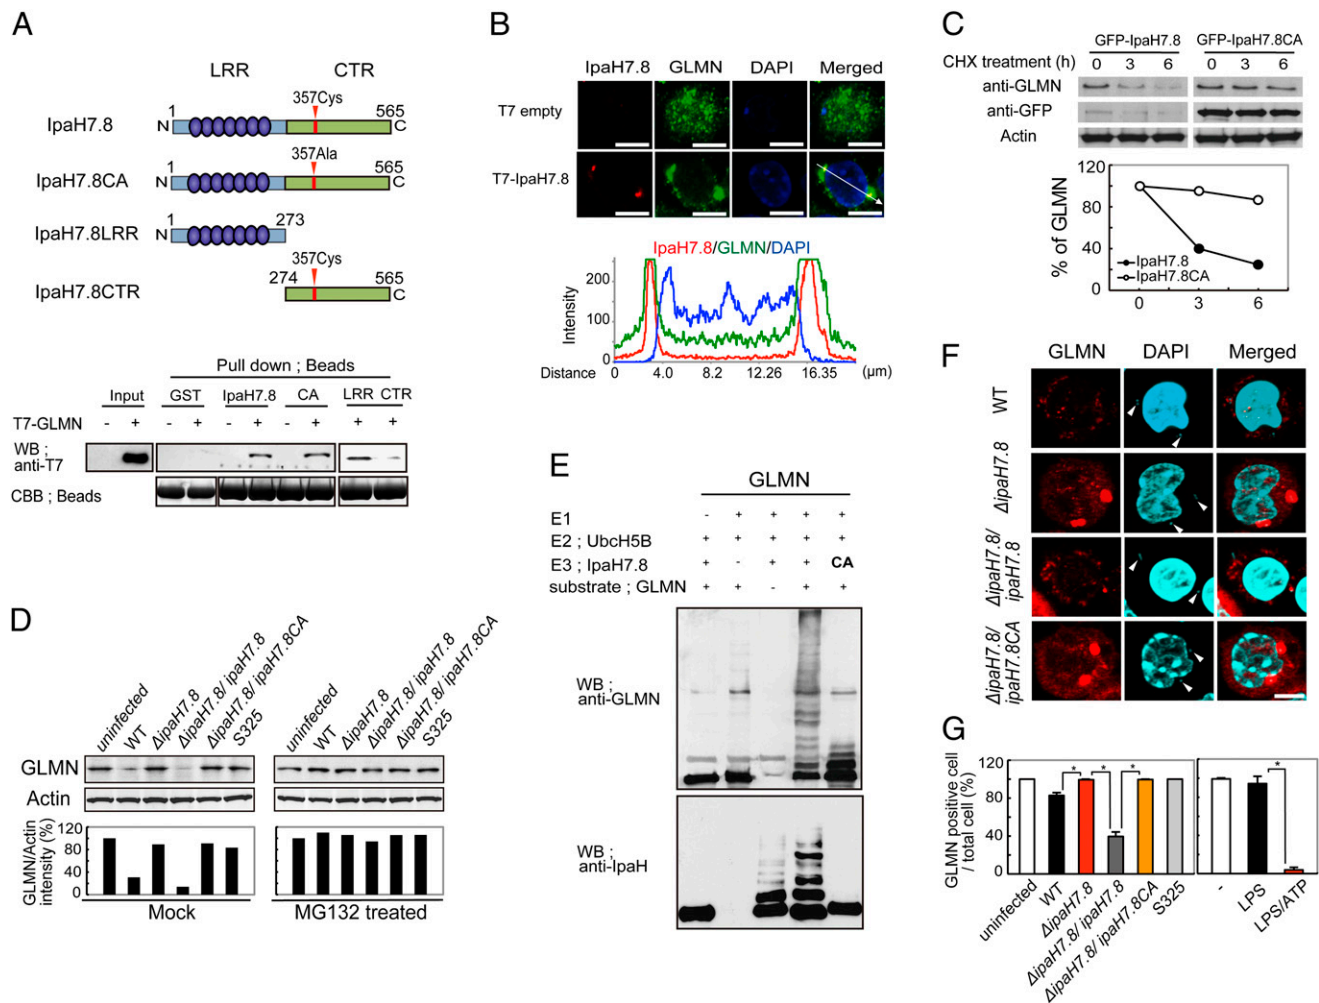 A
LRR CTR
1 357Cys 565
IpaH7.8 N C
357Ala
1 565
IpaH7.8CA N C
1 273
IpaH7.8LRR N
357Cys
274 565
IpaH7.8CTR C
Pull down ; Beads
Input GST IpaH7.8 CA LRR CTR
T7-GLMN - + - + - + - + + +
WB ;
anti-T7
CBB ; Beads
B
IpaH7.8 GLMN DAPI Merged
T7 empty
T7-IpaH7.8
IpaH7.8/GLMN/DAPI
Intensity
200
100
0
Distance 0 4.0 8.2 12.26 16.35 (μm)
C
GFP-IpaH7.8 GFP-IpaH7.8CA
CHX treatment (h) 0 3 6 0 3 6
anti-GLMN
anti-GFP
Actin
% of GLMN
120
80
40
0
IpaH7.8
IpaH7.8CA
0 3 6
D
uninfected WT ΔipaH7.8 ΔipaH7.8/ ipaH7.8 ΔipaH7.8/ ipaH7.8CA S325
uninfected WT ΔipaH7.8 ΔipaH7.8/ ipaH7.8 ΔipaH7.8/ ipaH7.8CA S325
GLMN
Actin
GLMN/Actin
intensity (%)
120
80
40
0
Mock MG132 treated
E
GLMN
E1 - + + + +
E2 ; UbcH5B + + + + +
E3 ; IpaH7.8 + - + + CA
substrate ; GLMN + + - + +
WB ;
anti-GLMN
WB ;
anti-IpaH
F
GLMN DAPI Merged
WT
ΔipaH7.8
ΔipaH7.8/
ipaH7.8
ΔipaH7.8/
ipaH7.8CA
G
GLMN positive cell
/ total cell (%)
120
80
40
0
* * * *
uninfected WT ΔipaH7.8 ΔipaH7.8/ ipaH7.8 ΔipaH7.8/ ipaH7.8CA S325
- LPS LPS/ATP